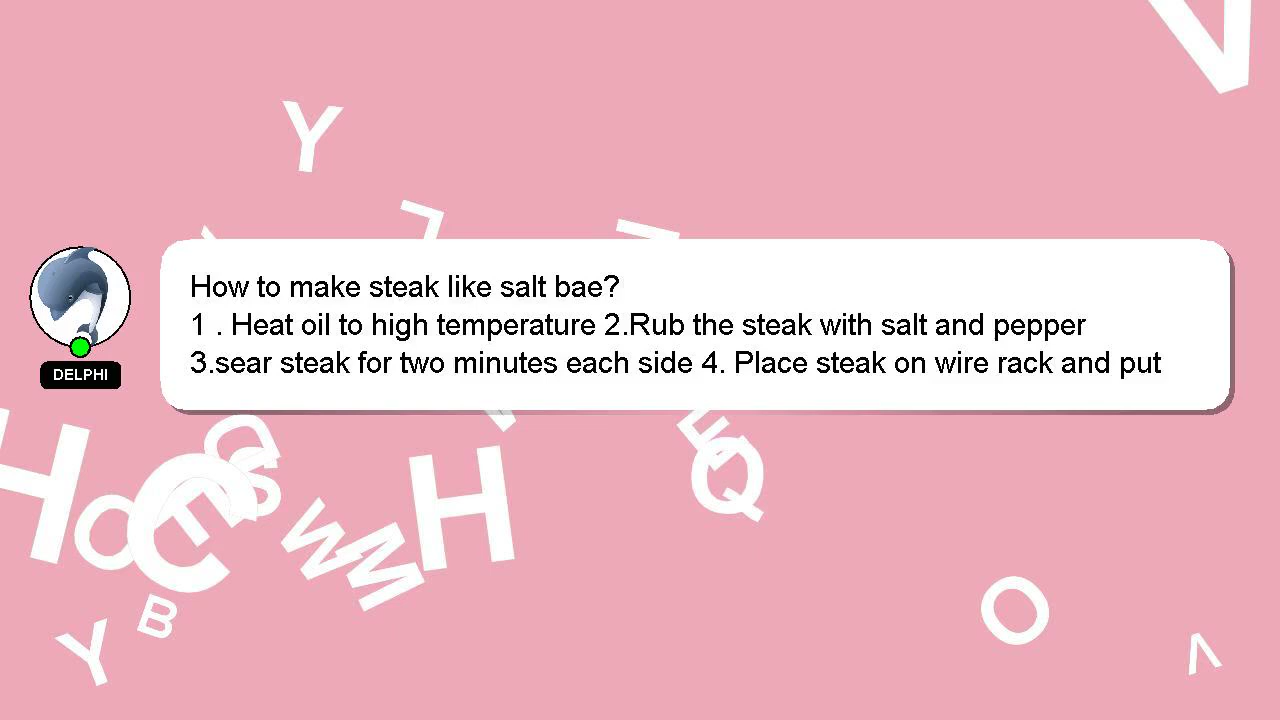 V
Y
L
L
How to make steak like salt bae?
1 . Heat oil to high temperature 2.Rub the steak with salt and pepper
3.sear steak for two minutes each side 4. Place steak on wire rack and put
DELPHI
H
O
C
D
S
W
M
H
E
Q
B
Y
O
V